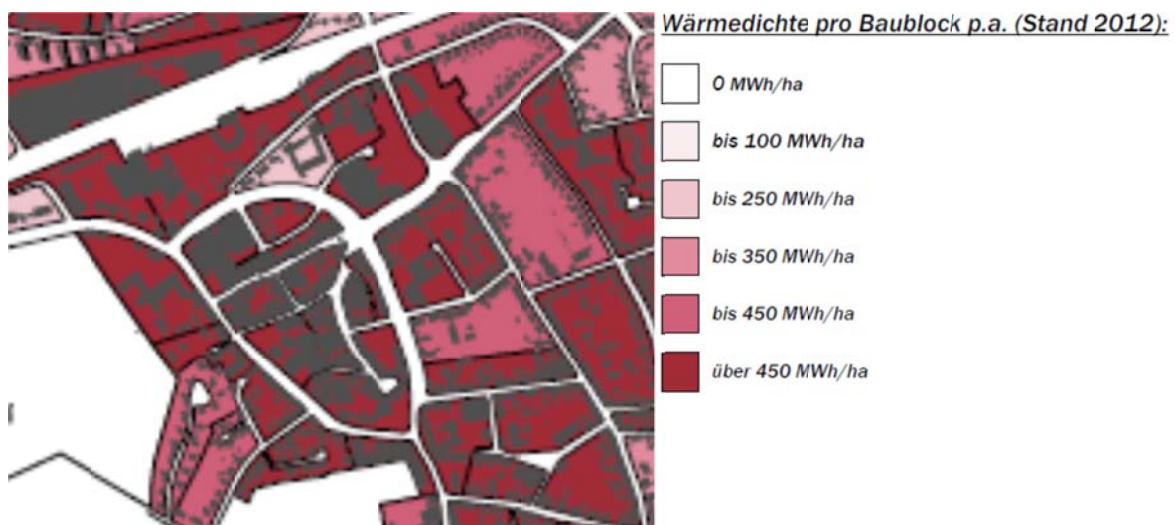 Wärmedichte pro Baublock p.a. (Stand 2012):
0 MWh/ha
bis 100 MWh/ha
bis 250 MWh/ha
bis 350 MWh/ha
bis 450 MWh/ha
über 450 MWh/ha